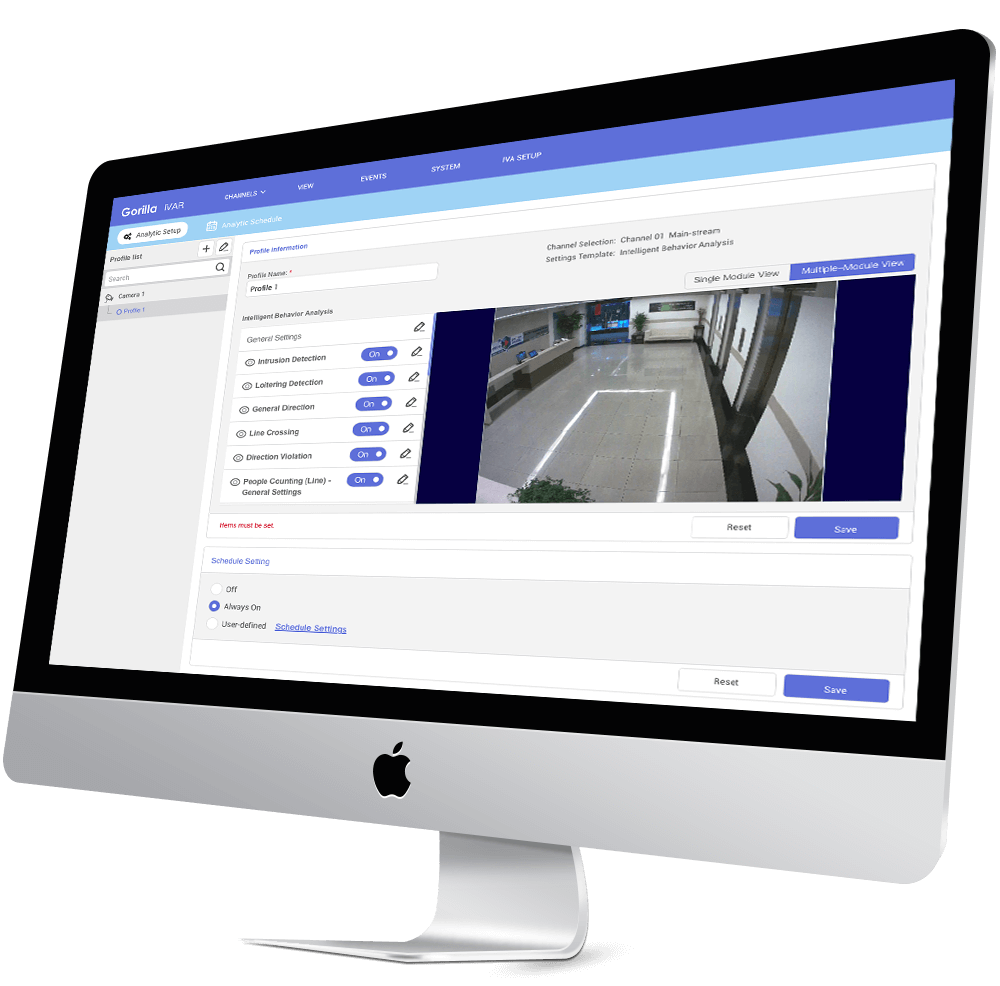 Gorilla IVAR
CHANNELS
VIEW
EVENTS
SYSTEM
IVA SETUP
Analytic Setup
Analytic Schedule
Profile list
Search
Camera 1
Profile 1
Profile Information
Profile Name: *
Profile 1
Channel Selection: Channel 01 Main-stream
Settings Template: Intelligent Behavior Analysis
Single Module View
Multiple-Module View
Intelligent Behavior Analysis
General Settings
Intrusion Detection On
Loitering Detection On
General Direction On
Line Crossing On
Direction Violation On
People Counting (Line) - On
General Settings
Items must be set.
Reset
Save
Schedule Setting
Off
Always On
User-defined Schedule Settings
Reset
Save